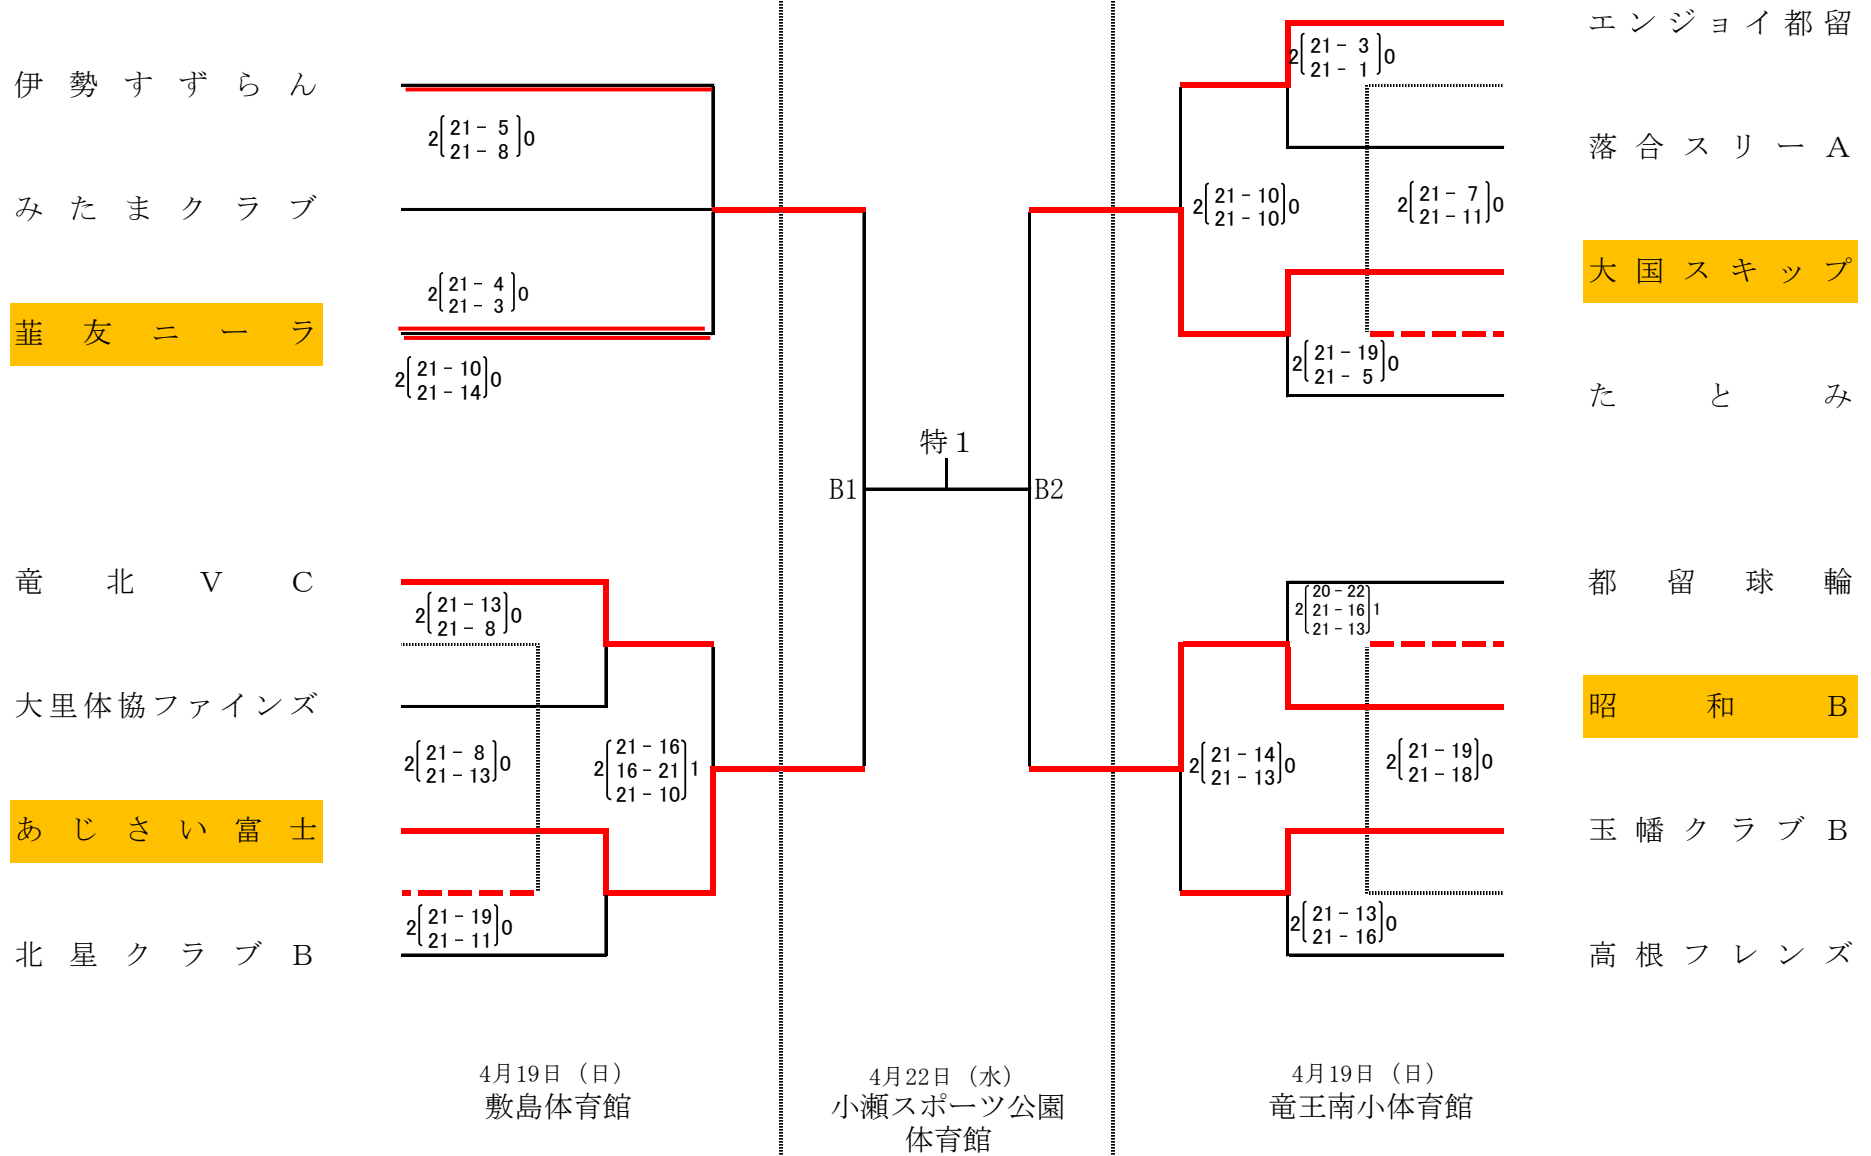 エンジョイ都留
2 21－ 3 0
21－ 1
伊勢すずらん
2 21－ 5 0
21－ 8
落合スリーA
みたまクラブ
2 21－10 0
21－10
2 21－ 7 0
21－11
大国スキップ
2 21－ 4 0
21－ 3
韮友ニーラ
2 21－10 0
21－14
2 21－19 0
21－ 5
たとみ
特１
B1
B2
竜北VC
2 21－13 0
21－ 8
都留球輪
20－22
2 21－16 1
21－13
大里体協ファインズ
昭和B
2 21－ 8 0
21－13
21－16
2 16－21 1
21－10
2 21－14 0
21－13
2 21－19 0
21－18
あじさい富士
玉幡クラブB
2 21－19 0
21－11
2 21－13 0
21－16
北星クラブB
高根フレンズ
4月19日（日）
敷島体育館
4月22日（水）
小瀬スポーツ公園
体育館
4月19日（日）
竜王南小体育館